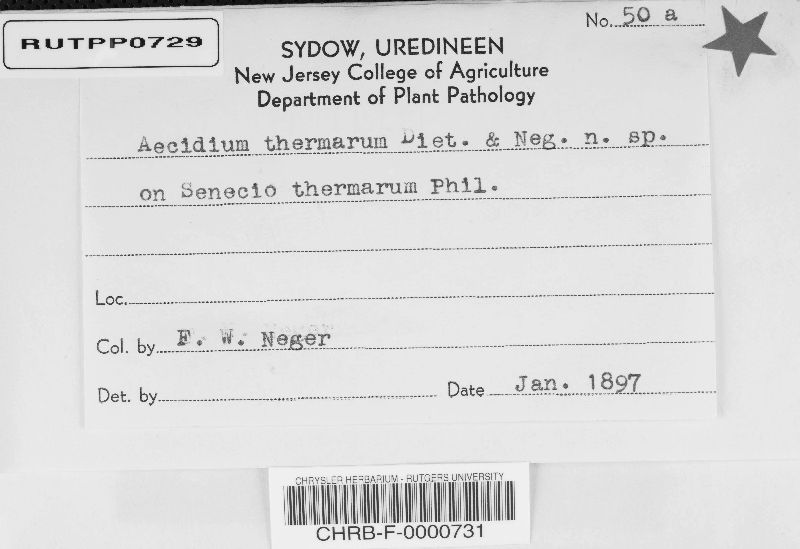 RUTPP0729
No. 50 a
SYDOW, UREDINEEN
New Jersey College of Agriculture
Department of Plant Pathology
Aecidium thermarum Diet. & Neg. n. sp.
on Senecio thermarum Phil.
Loc.
Col. by F. W. Neger
Det. by
Date Jan. 1897
CHRYSLER HERBARIUM - RUTGERS UNIVERSITY
CHRB-F-0000731